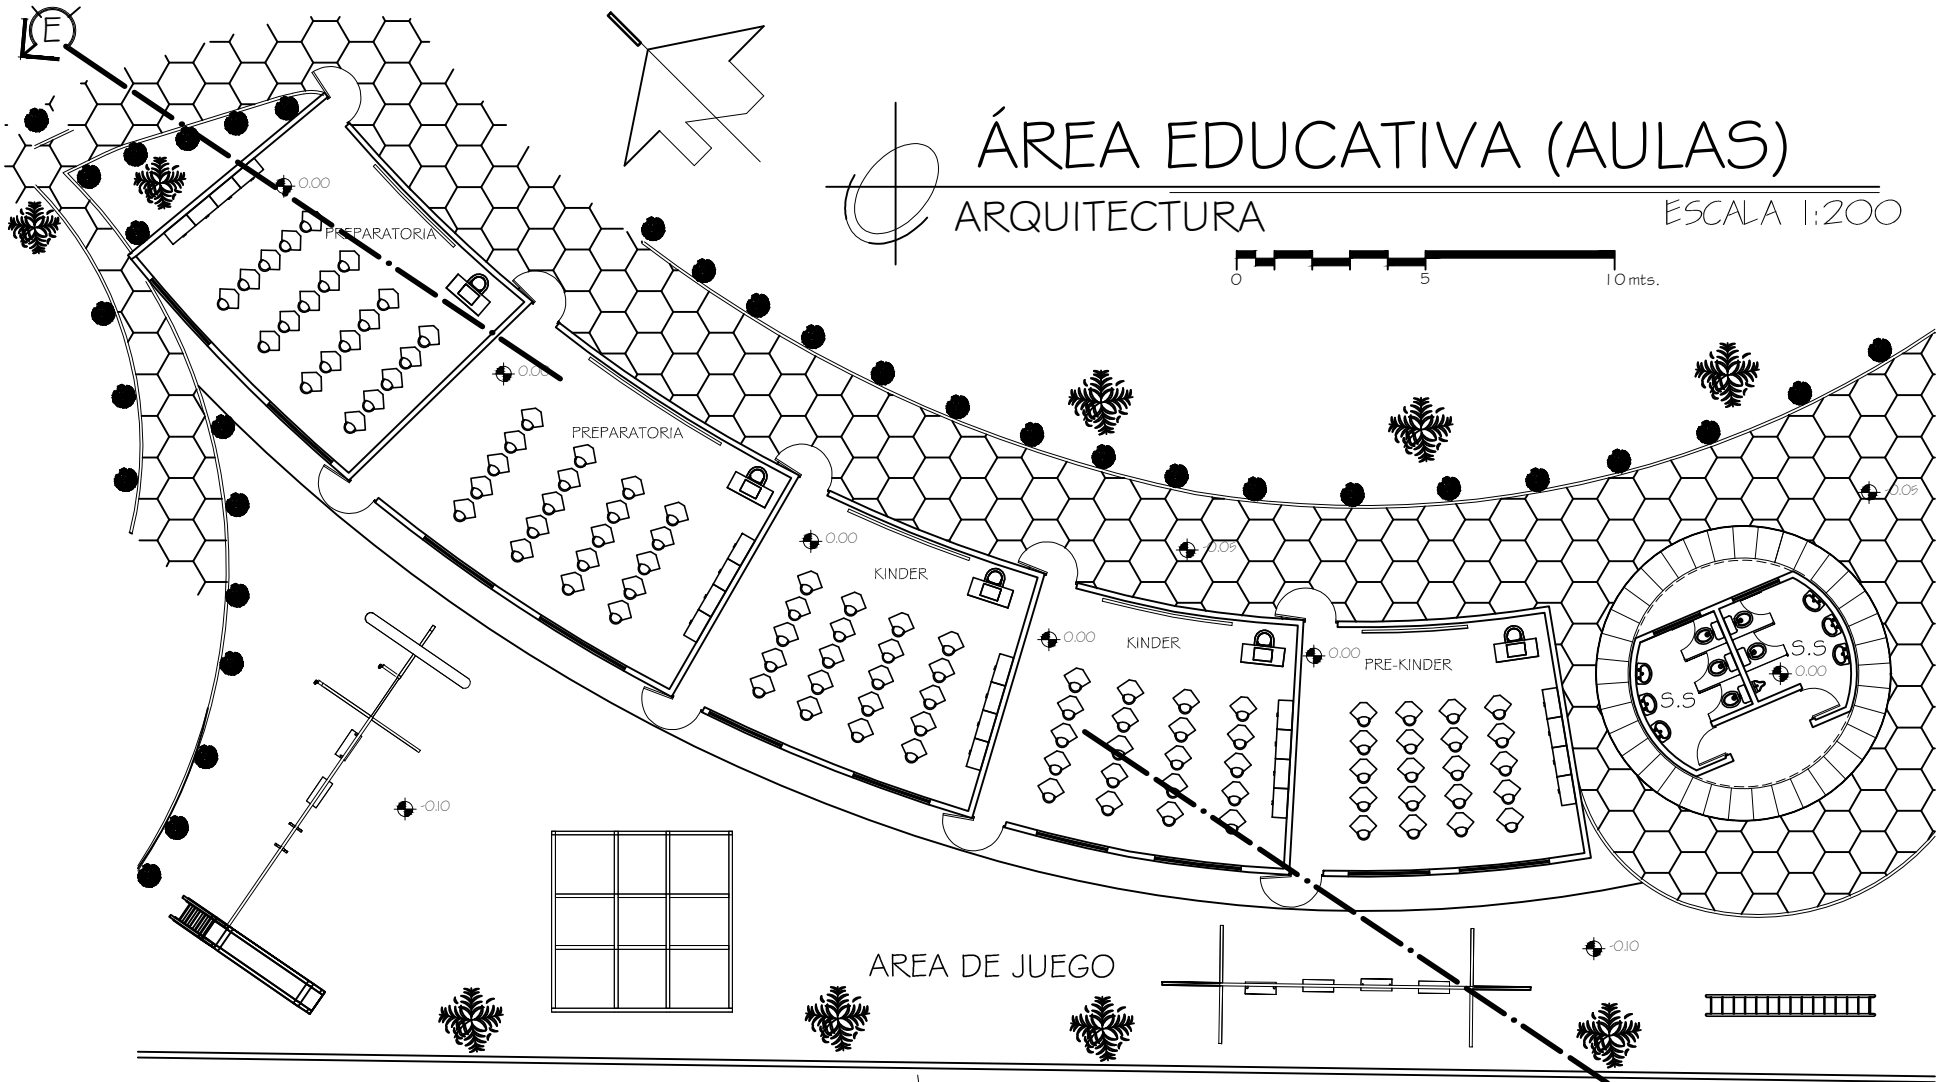 E
ÁREA EDUCATIVA (AULAS)
ARQUITECTURA
ESCALA 1:200
0 5 10 mts.
0.00
PREPARATORIA
0.00
PREPARATORIA
0.00
KINDER
-0.05
-0.05
0.00
KINDER
0.00
PRE-KINDER
S.S
0.00
S.S
-0.10
-0.10
AREA DE JUEGO